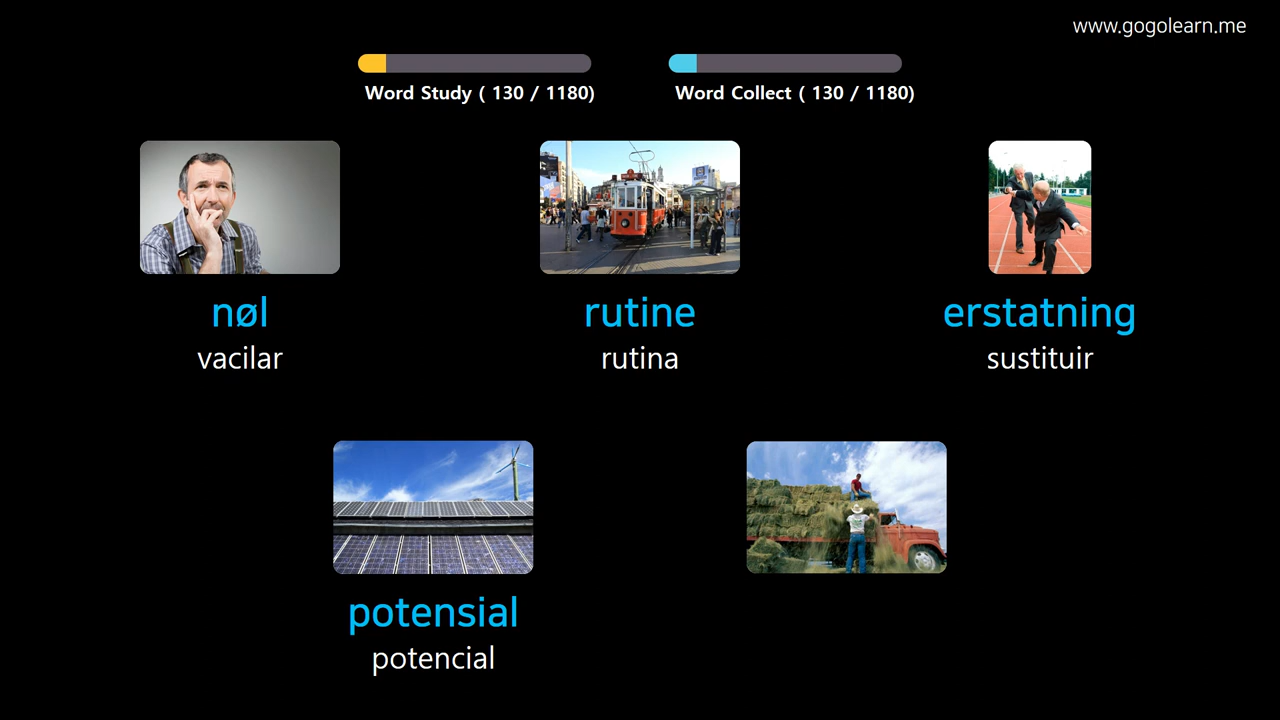 www.gogolearn.me
Word Study ( 130 / 1180)
Word Collect ( 130 / 1180)
nøl
vacilar
rutine
rutina
erstatning
sustituir
potensial
potencial